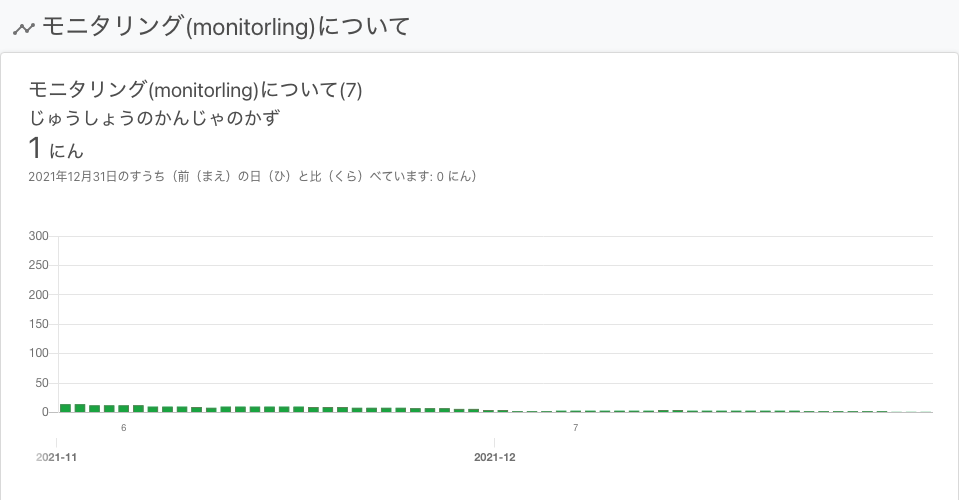 モニタリング(monitorling)について
モニタリング(monitorling)について(7)
じゅうしょうのかんじゃのかず
1 にん
2021年12月31日のすうち（前（まえ）の日（ひ）と比（くら）べています: 0 にん）
300
250
200
150
100
50
0
6 7
2021-11 2021-12